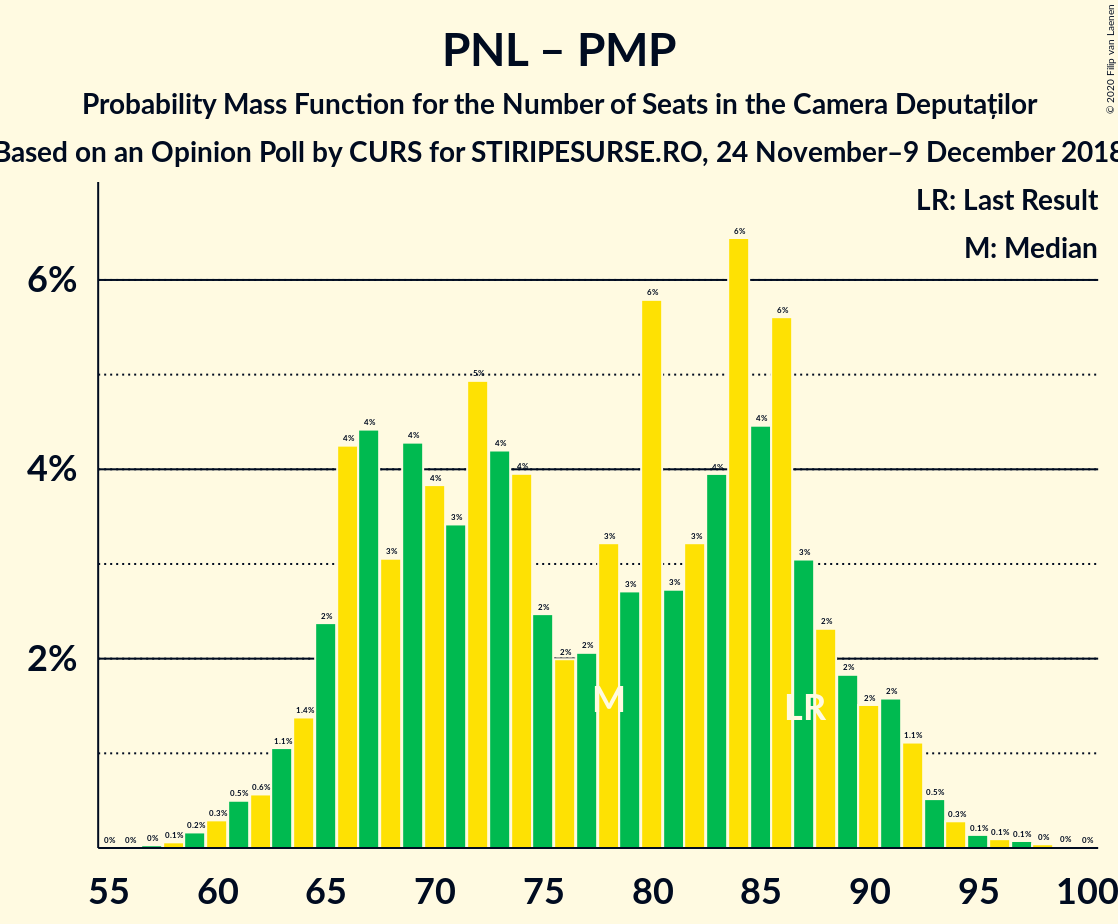 PNL – PMP
Probability Mass Function for the Number of Seats in the Camera Deputaților
Based on an Opinion Poll by CURS for STIRIPESURSE.RO, 24 November–9 December 2018
© 2020 Filip van Laenen
LR: Last Result
M: Median
6%
4%
2%
0% 0% 0% 0.1% 0.2% 0.3% 0.5% 0.6% 1.1% 1.4% 2% 4% 4% 3% 4% 4% 3% 5% 4% 4% 2% 2% 2% 3% 3% 6% 3% 3% 4% 6% 4% 6% 3% 2% 2% 2% 2% 1.1% 0.5% 0.3% 0.1% 0.1% 0.1% 0% 0% 0%
M LR
55 60 65 70 75 80 85 90 95 100